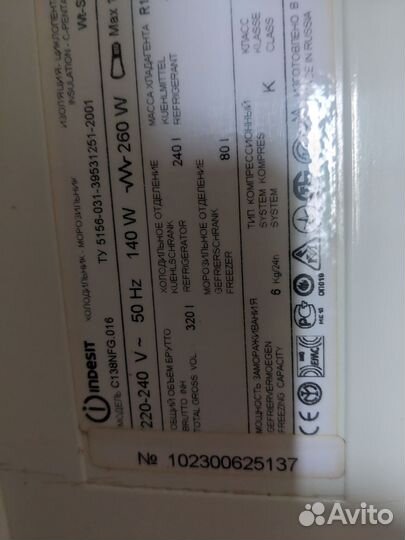 INDESIT
ХОЛОДИЛЬНИК - МОРОЗИЛЬНИК
МОДЕЛЬ C138NFG.016
ТУ 5156-031-39531251-2001
ИЗОЛЯЦИЯ: ЦИКЛОПЕНТ
INSULATION - C-PENTA
220-240 V ~ 50 Hz 140 W 260 W Max 1
ОБЩИЙ ОБЪЕМ БРУТТО
BRUTTO INH
TOTAL GROSS VOL
320 l
ХОЛОДИЛЬНОЕ ОТДЕЛЕНИЕ
KUEHLSCHRANK
REFRIGERATOR
240 l
МАССА ХЛАДАГЕНТА R1
KUEHLMITTEL
REFRIGERANT
МОРОЗИЛЬНОЕ ОТДЕЛЕНИЕ
GEFRIERSCHRANK
FREEZER
80 l
МОЩНОСТЬ ЗАМОРАЖИВАНИЯ
GEFRIERVERMOEGEN
FREEZING CAPACITY
6 Kg/24h
ТИП КОМПРЕССИОННЫЙ
SYSTEM KOMPRES
SYSTEM
K
КЛАСС
KLASSE
CLASS
ИЗГОТОВЛЕНО В
MADE IN RUSSIA
№ 102300625137
Avito